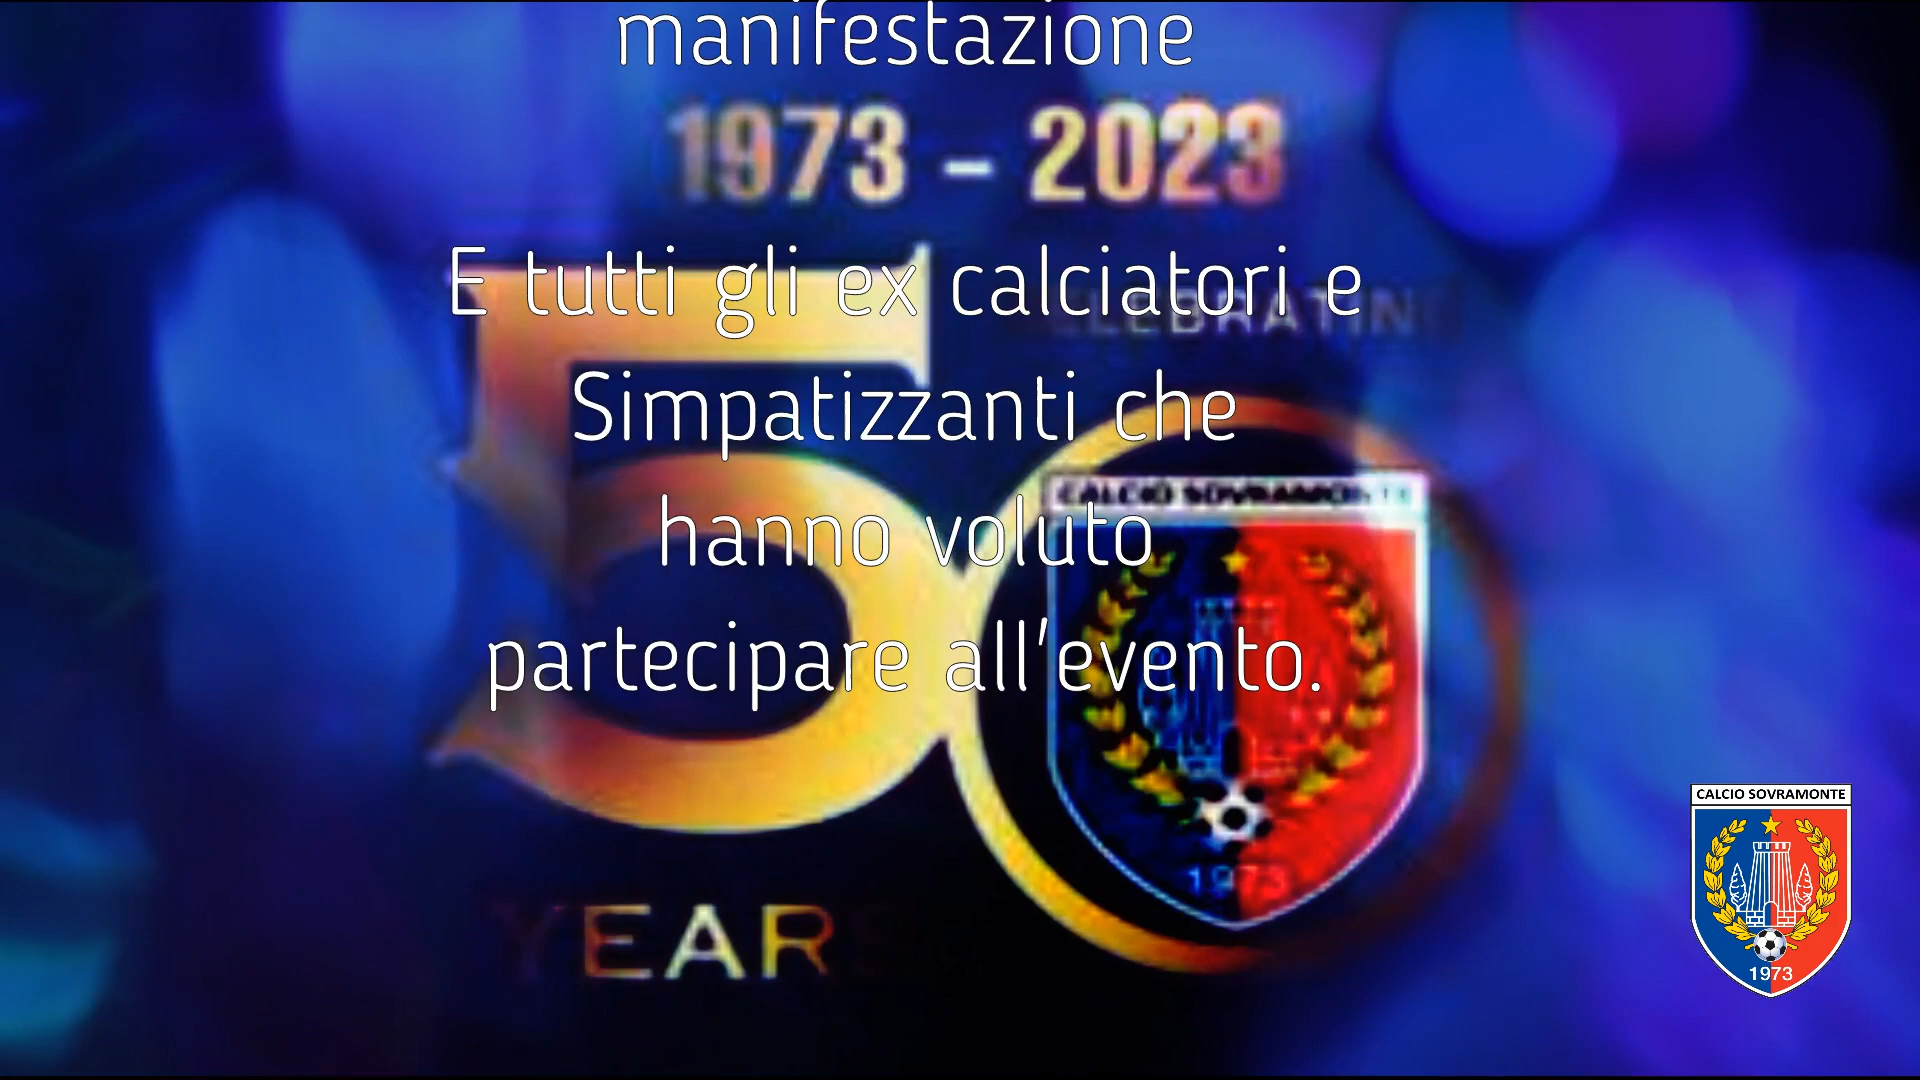 manifestazione
1973 - 2023
E tutti gli ex calciatori e
CELEBRATING
Simpatizzanti che
CALCIO SOVRAMONTE
hanno voluto
partecipare all'evento.
1973
YEARS
CALCIO SOVRAMONTE
1973